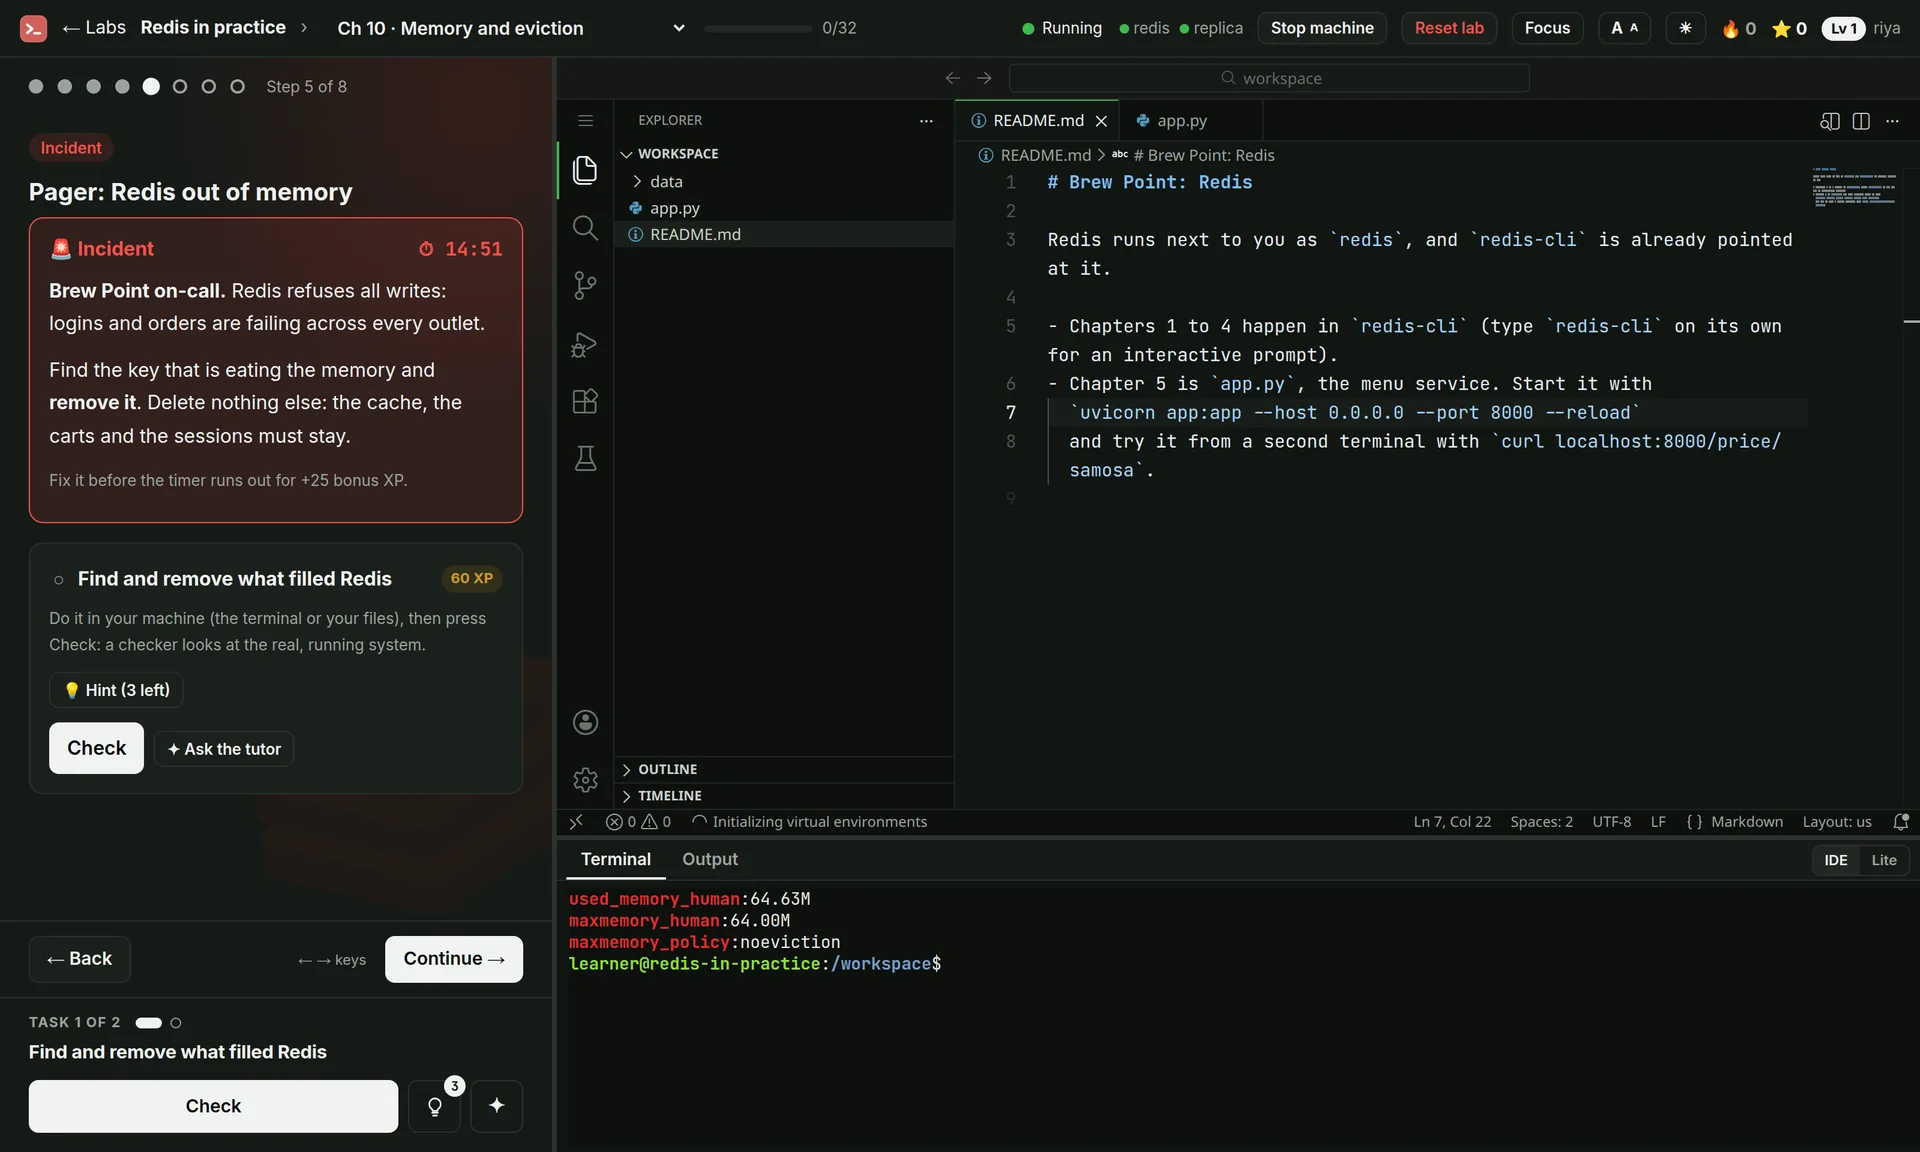 ← Labs Redis in practice › Ch 10 · Memory and eviction 0/32 Running redis replica Stop machine Reset lab Focus A A 0 0 Lv 1 riya
Step 5 of 8
Incident
Pager: Redis out of memory
Incident 14:51
Brew Point on-call. Redis refuses all writes:
logins and orders are failing across every outlet.
Find the key that is eating the memory and
remove it. Delete nothing else: the cache, the
carts and the sessions must stay.
Fix it before the timer runs out for +25 bonus XP.
Find and remove what filled Redis 60 XP
Do it in your machine (the terminal or your files), then press
Check: a checker looks at the real, running system.
Hint (3 left)
Check Ask the tutor
← Back ←→ keys Continue →
TASK 1 OF 2
Find and remove what filled Redis
Check 3
workspace
EXPLORER ...
WORKSPACE
data
app.py
README.md
OUTLINE
TIMELINE
README.md app.py ...
README.md > abc # Brew Point: Redis
1 # Brew Point: Redis
2
3 Redis runs next to you as `redis`, and `redis-cli` is already pointed
at it.
4
5 - Chapters 1 to 4 happen in `redis-cli` (type `redis-cli` on its own
for an interactive prompt).
6 - Chapter 5 is `app.py`, the menu service. Start it with
7 `uvicorn app:app --host 0.0.0.0 --port 8000 --reload`
8 and try it from a second terminal with `curl localhost:8000/price/
samosa`.
9
0 0 Initializing virtual environments Ln 7, Col 22 Spaces: 2 UTF-8 LF { } Markdown Layout: us
Terminal Output IDE Lite
used_memory_human:64.63M
maxmemory_human:64.00M
maxmemory_policy:noeviction
learner@redis-in-practice:/workspace$